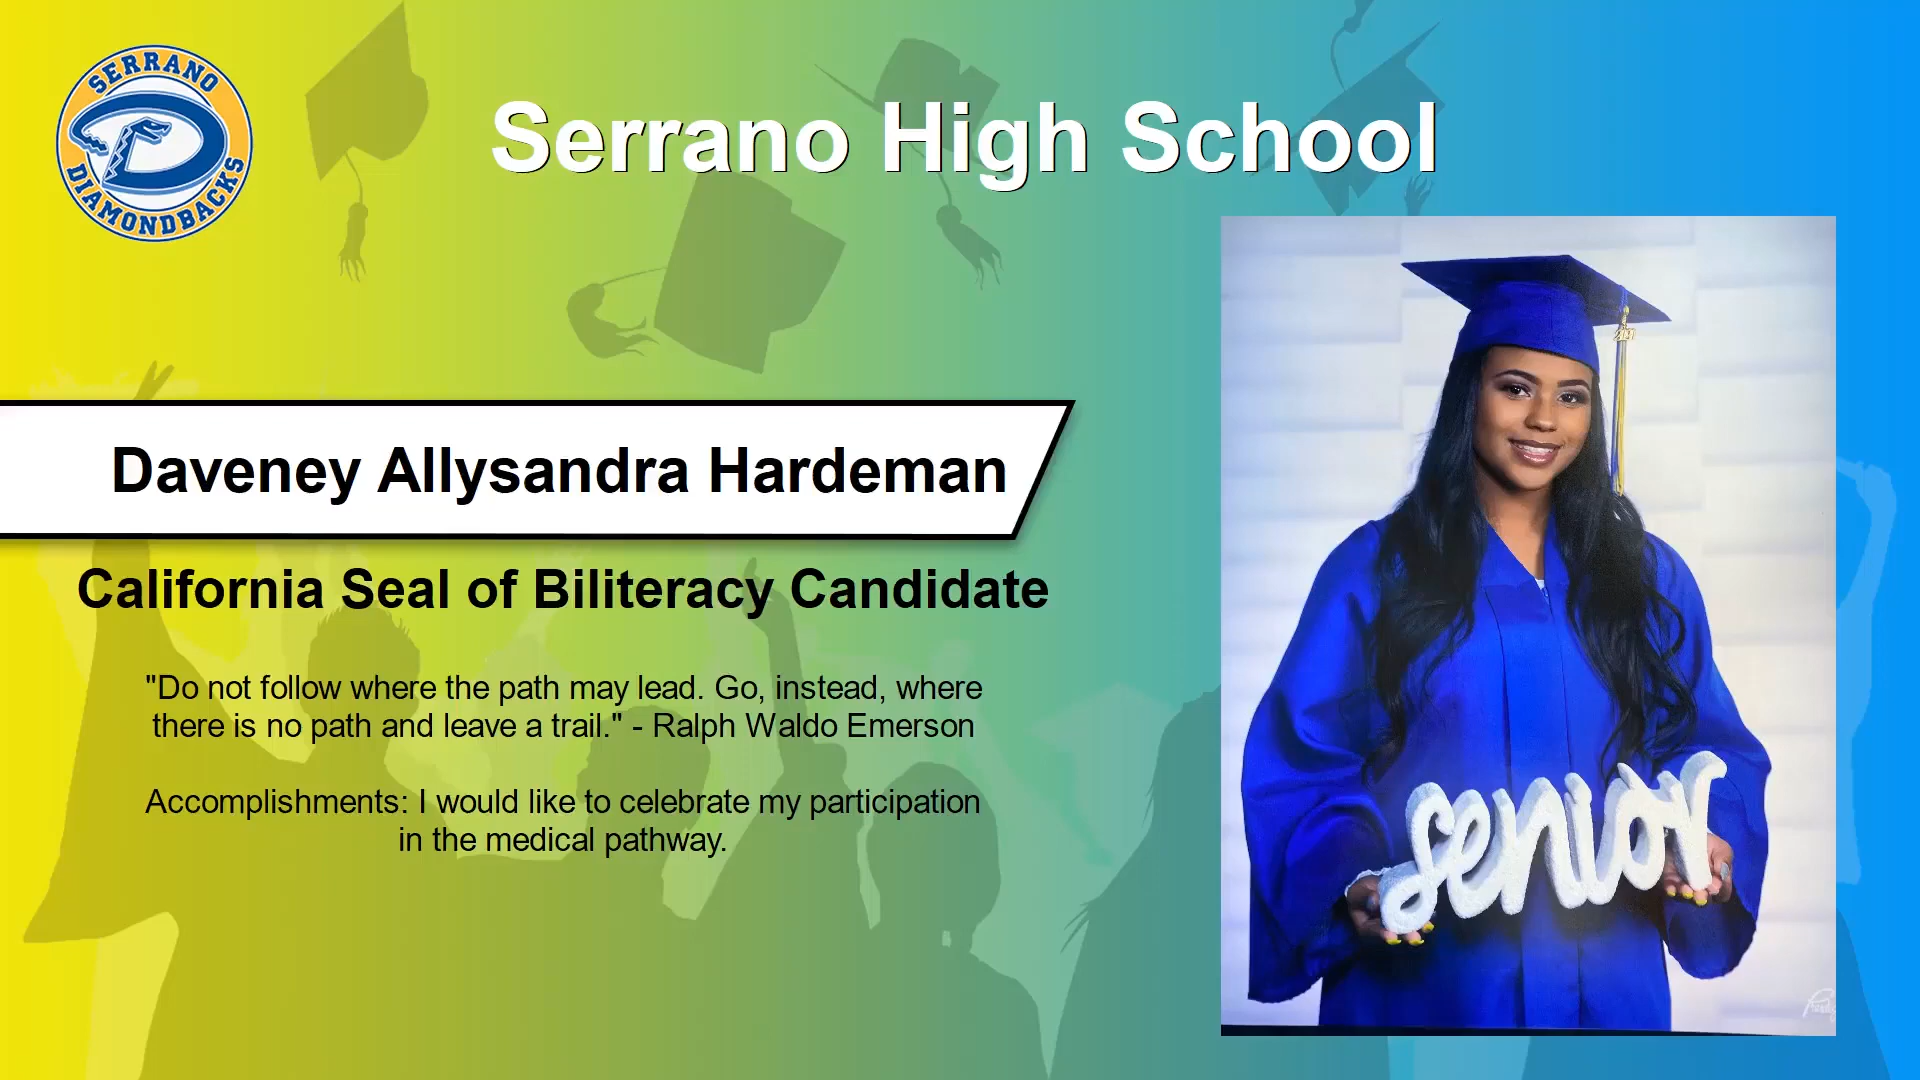 SERRANO
DIAMONDBACKS
Serrano High School
Daveney Allysandra Hardeman
California Seal of Biliteracy Candidate
"Do not follow where the path may lead. Go, instead, where
there is no path and leave a trail." - Ralph Waldo Emerson
Accomplishments: I would like to celebrate my participation
in the medical pathway.
senior